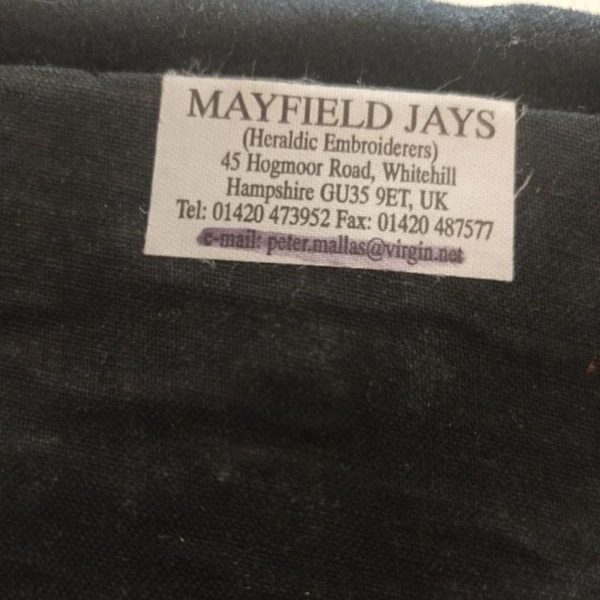 MAYFIELD JAYS
(Heraldic Embroiderers)
45 Hogmoor Road, Whitehill
Hampshire GU35 9ET, UK
Tel: 01420 473952 Fax: 01420 487577
e-mail: peter.mallas@virgin.net